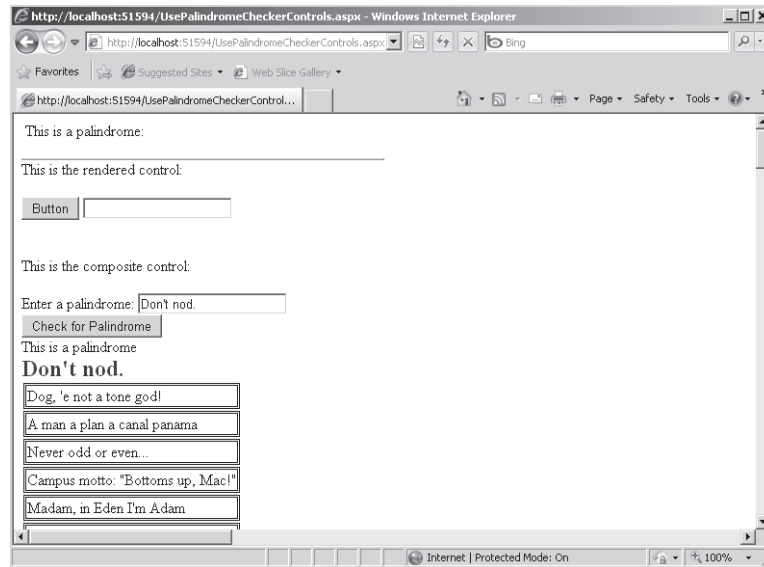 http://localhost:51594/UsePalindromeCheckerControls.aspx - Windows Internet Explorer
http://localhost:51594/UsePalindromeCheckerControls.aspx
Bing
Favorites Suggested Sites Web Slice Gallery
http://localhost:51594/UsePalindromeCheckerControl...
Page Safety Tools
This is a palindrome:
This is the rendered control:
Button
This is the composite control:
Enter a palindrome: Don't nod.
Check for Palindrome
This is a palindrome
Don't nod.
Dog, 'e not a tone god!
A man a plan a canal panama
Never odd or even...
Campus motto: "Bottoms up, Mac!"
Madam, in Eden I'm Adam
Internet | Protected Mode: On
100%